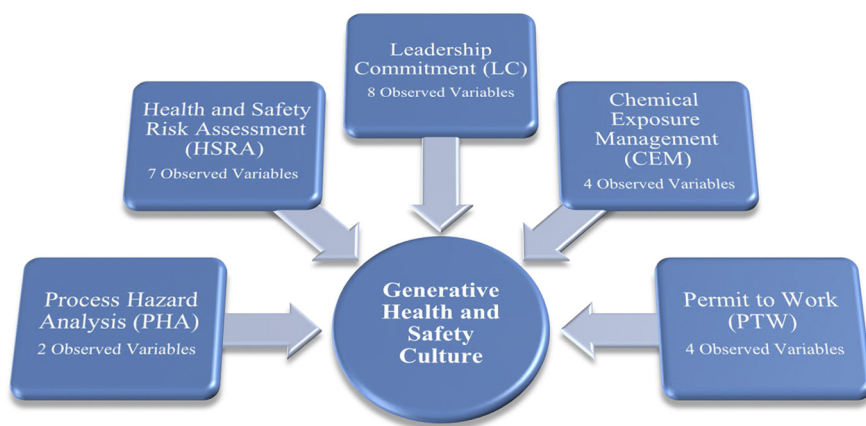 Leadership
Commitment (LC)
8 Observed Variables
Health and Safety
Risk Assessment
(HSRA)
7 Observed Variables
Chemical
Exposure
Management
(CEM)
4 Observed Variables
Process Hazard
Analysis (PHA)
2 Observed Variables
Generative
Health and
Safety
Culture
Permit to Work
(PTW)
4 Observed Variables